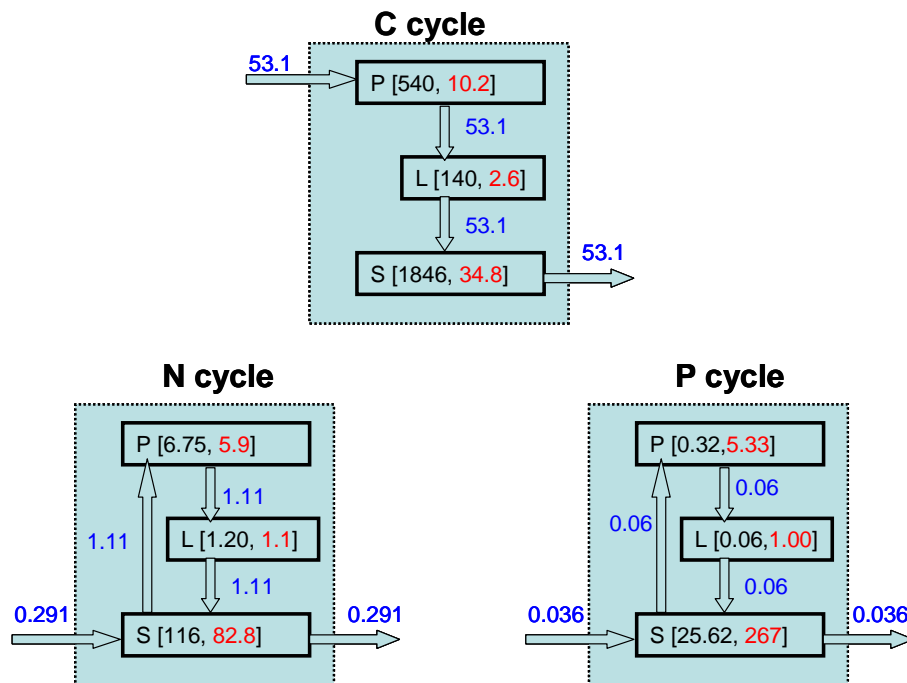 C cycle
53.1
P [540, 10.2]
53.1
L [140, 2.6]
53.1
S [1846, 34.8]
53.1
N cycle
P [6.75, 5.9]
1.11
1.11
L [1.20, 1.1]
1.11
0.291
S [116, 82.8]
0.291
P cycle
P [0.32,5.33]
0.06
0.06
L [0.06,1.00]
0.06
0.036
S [25.62, 267]
0.036